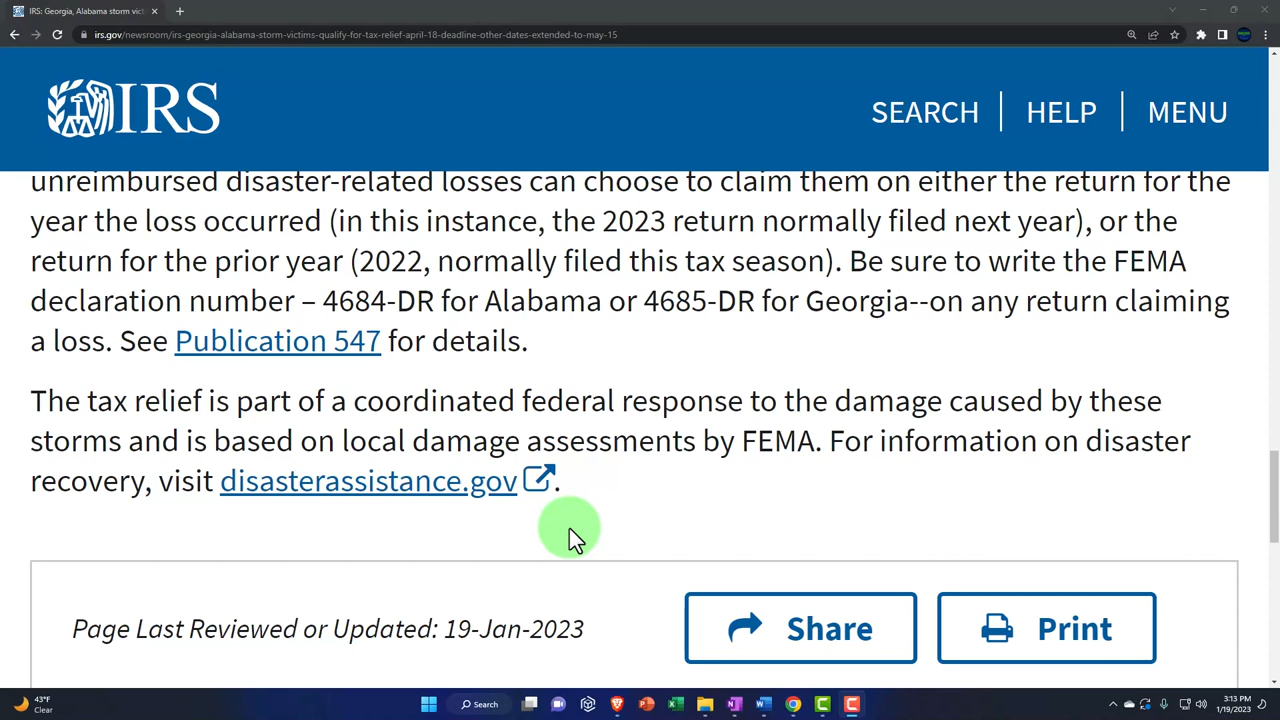 IRS: Georgia, Alabama storm vict
irs.gov/newsroom/irs-georgia-alabama-storm-victims-qualify-for-tax-relief-april-18-deadline-other-dates-extended-to-may-15
IRS
SEARCH
HELP
MENU
unreimbursed disaster-related losses can choose to claim them on either the return for the
year the loss occurred (in this instance, the 2023 return normally filed next year), or the
return for the prior year (2022, normally filed this tax season). Be sure to write the FEMA
declaration number – 4684-DR for Alabama or 4685-DR for Georgia--on any return claiming
a loss. See Publication 547 for details.
The tax relief is part of a coordinated federal response to the damage caused by these
storms and is based on local damage assessments by FEMA. For information on disaster
recovery, visit disasterassistance.gov.
Page Last Reviewed or Updated: 19-Jan-2023
Share
Print
43°F
Clear
Search
3:13 PM
1/19/2023